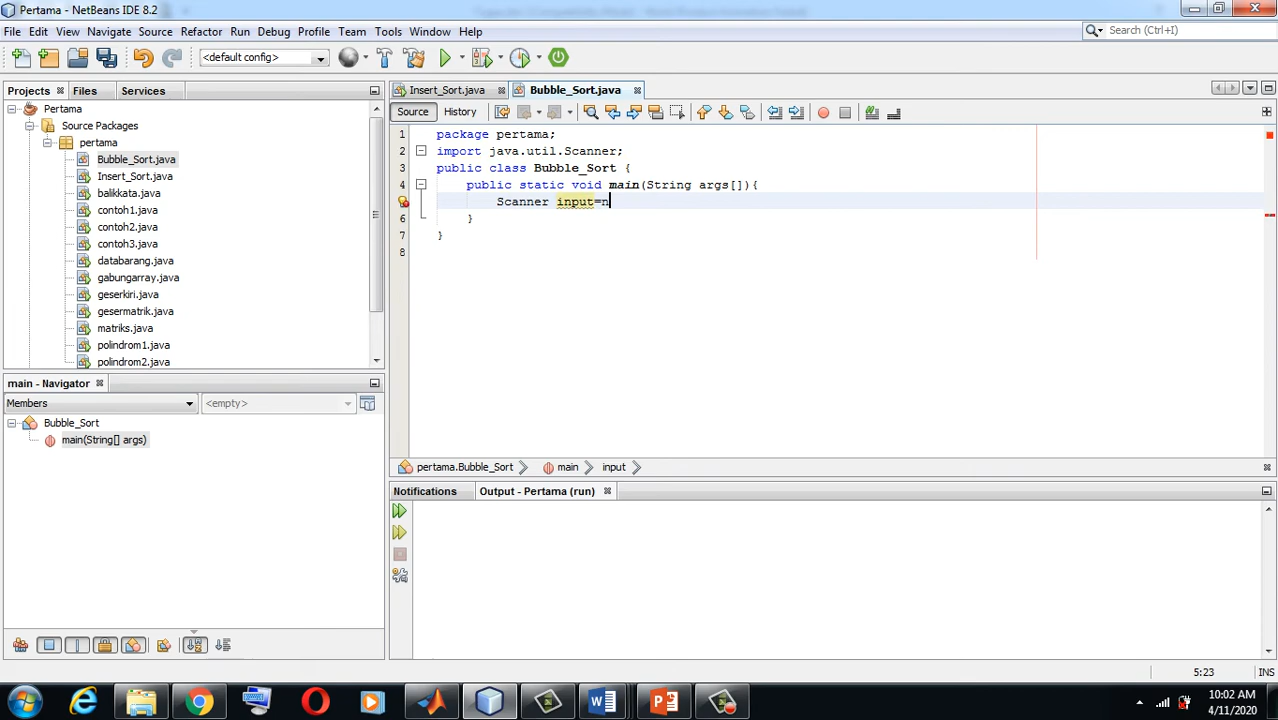 Pertama - NetBeans IDE 8.2
File Edit View Navigate Source Refactor Run Debug Profile Team Tools Window Help
Search (Ctrl+I)
<default config>
Projects Files Services
Insert_Sort.java Bubble_Sort.java
Source History
Pertama
Source Packages
pertama
Bubble_Sort.java
Insert_Sort.java
balikkata.java
contoh1.java
contoh2.java
contoh3.java
databarang.java
gabungarray.java
geserkiri.java
gesermatrik.java
matriks.java
polindrom1.java
polindrom2.java
1 package pertama;
2 import java.util.Scanner;
3 public class Bubble_Sort {
4 public static void main(String args[]){
Scanner input=n
6 }
7 }
8
main - Navigator
Members <empty>
Bubble_Sort
main(String[] args)
pertama.Bubble_Sort main input
Notifications Output - Pertama (run)
5:23 INS
10:02 AM
4/11/2020